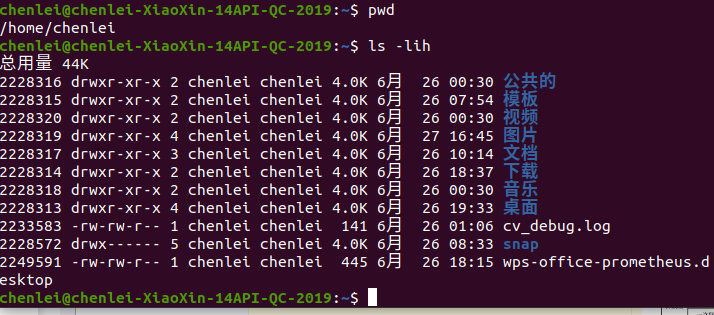 chenlei@chenlei-XiaoXin-14API-QC-2019:~$ pwd
/home/chenlei
chenlei@chenlei-XiaoXin-14API-QC-2019:~$ ls -lih
总用量 44K
2228316 drwxr-xr-x 2 chenlei chenlei 4.0K 6月  26 00:30 公共的
2228315 drwxr-xr-x 2 chenlei chenlei 4.0K 6月  26 07:54 模板
2228320 drwxr-xr-x 2 chenlei chenlei 4.0K 6月  26 00:30 视频
2228319 drwxr-xr-x 4 chenlei chenlei 4.0K 6月  27 16:45 图片
2228317 drwxr-xr-x 3 chenlei chenlei 4.0K 6月  26 10:14 文档
2228314 drwxr-xr-x 2 chenlei chenlei 4.0K 6月  26 18:37 下载
2228318 drwxr-xr-x 2 chenlei chenlei 4.0K 6月  26 00:30 音乐
2228313 drwxr-xr-x 4 chenlei chenlei 4.0K 6月  26 19:33 桌面
2233583 -rw-rw-r-- 1 chenlei chenlei  141 6月  26 01:06 cv_debug.log
2228572 drwx------ 5 chenlei chenlei 4.0K 6月  26 08:33 snap
2249591 -rw-rw-r-- 1 chenlei chenlei  445 6月  26 18:15 wps-office-prometheus.d
esktop
chenlei@chenlei-XiaoXin-14API-QC-2019:~$